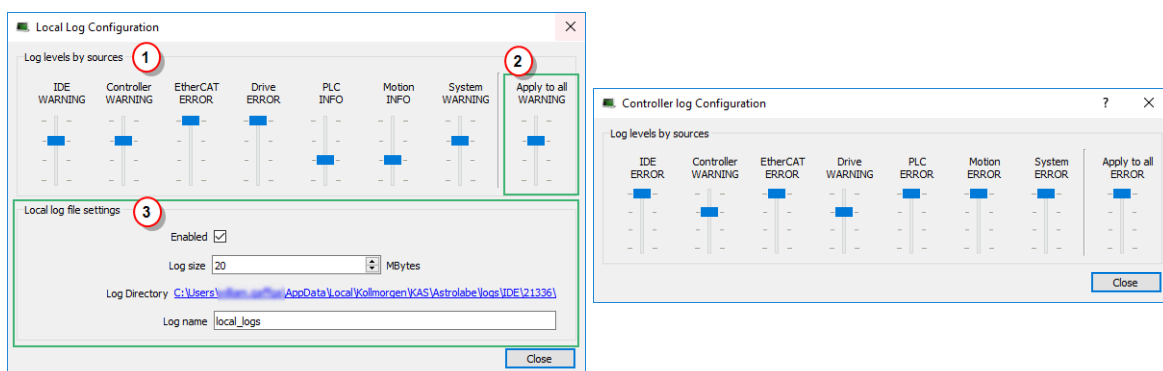 Local Log Configuration
Log levels by sources
1
2
IDE Controller EtherCAT Drive PLC Motion System Apply to all
WARNING WARNING ERROR ERROR INFO INFO WARNING WARNING
Local log file settings
3
Enabled
Log size 20 MBytes
Log Directory C:\Users\ \AppData\Local\Kollmorgen\KAS\Astrolabe\logs\IDE\21336\
Log name local_logs
Close
Controller log Configuration ?
Log levels by sources
IDE Controller EtherCAT Drive PLC Motion System Apply to all
ERROR WARNING ERROR WARNING ERROR ERROR ERROR ERROR
Close